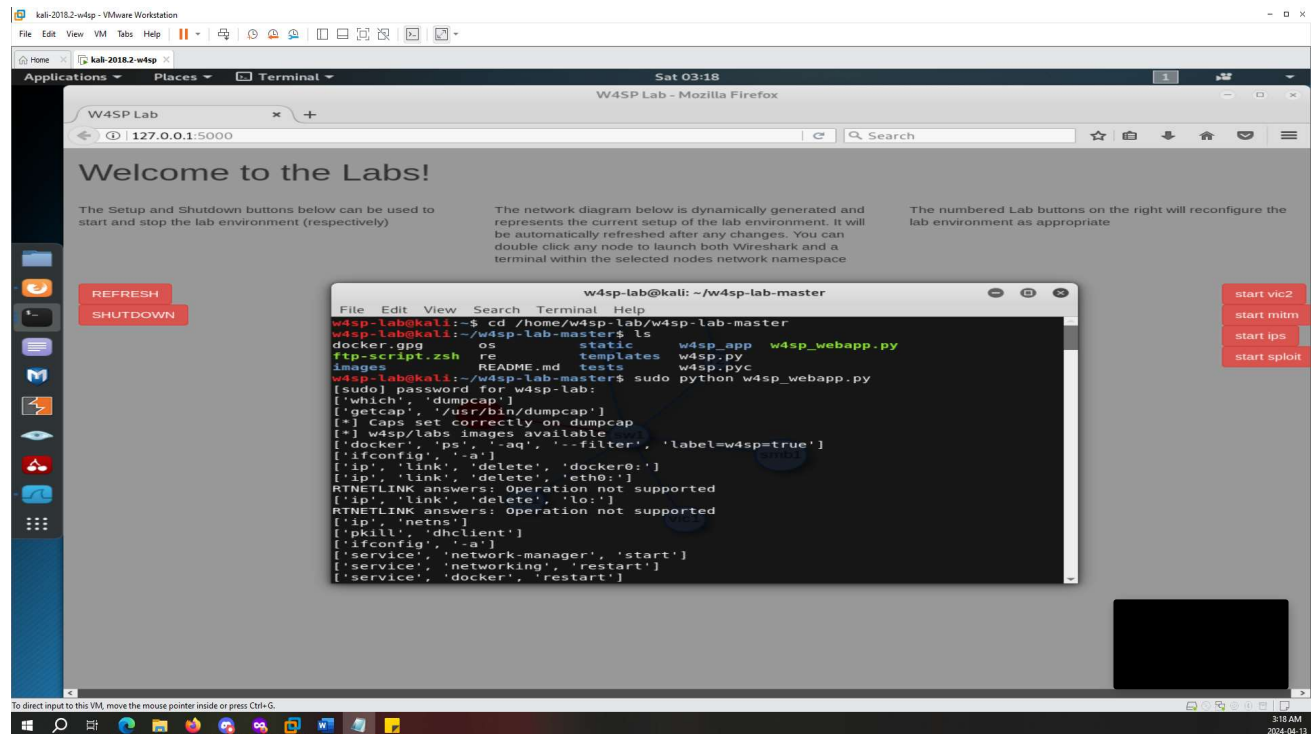 kali-2018.2-w4sp - VMware Workstation
File Edit View VM Tabs Help
Home kali-2018.2-w4sp
Applications Places Terminal Sat 03:18 1
W4SP Lab - Mozilla Firefox
W4SP Lab
127.0.0.1:5000 Search
Welcome to the Labs!
The Setup and Shutdown buttons below can be used to
start and stop the lab environment (respectively)
The network diagram below is dynamically generated and
represents the current setup of the lab environment. It will
be automatically refreshed after any changes. You can
double click any node to launch both Wireshark and a
terminal within the selected nodes network namespace
The numbered Lab buttons on the right will reconfigure the
lab environment as appropriate
REFRESH
SHUTDOWN
start vic2
start mitm
start ips
start sploit
w4sp-lab@kali: ~/w4sp-lab-master
File Edit View Search Terminal Help
w4sp-lab@kali:~$ cd /home/w4sp-lab/w4sp-lab-master
w4sp-lab@kali:~/w4sp-lab-master$ ls
docker.gpg os static w4sp_app w4sp_webapp.py
ftp-script.zsh re templates w4sp.py
images README.md tests w4sp.pyc
w4sp-lab@kali:~/w4sp-lab-master$ sudo python w4sp_webapp.py
[sudo] password for w4sp-lab:
['which', 'dumpcap']
['getcap', '/usr/bin/dumpcap']
[*] Caps set correctly on dumpcap
[*] w4sp/labs images available
['docker', 'ps', '-aq', '--filter', 'label=w4sp=true']
['ifconfig', '-a']
['ip', 'link', 'delete', 'docker0:']
['ip', 'link', 'delete', 'eth0:']
RTNETLINK answers: Operation not supported
['ip', 'link', 'delete', 'lo:']
RTNETLINK answers: Operation not supported
['ip', 'netns']
['pkill', 'dhclient']
['ifconfig', '-a']
['service', 'network-manager', 'start']
['service', 'networking', 'restart']
['service', 'docker', 'restart']
sw1
smb1
vic1
To direct input to this VM, move the mouse pointer inside or press Ctrl+G.
3:18 AM
2024-04-13